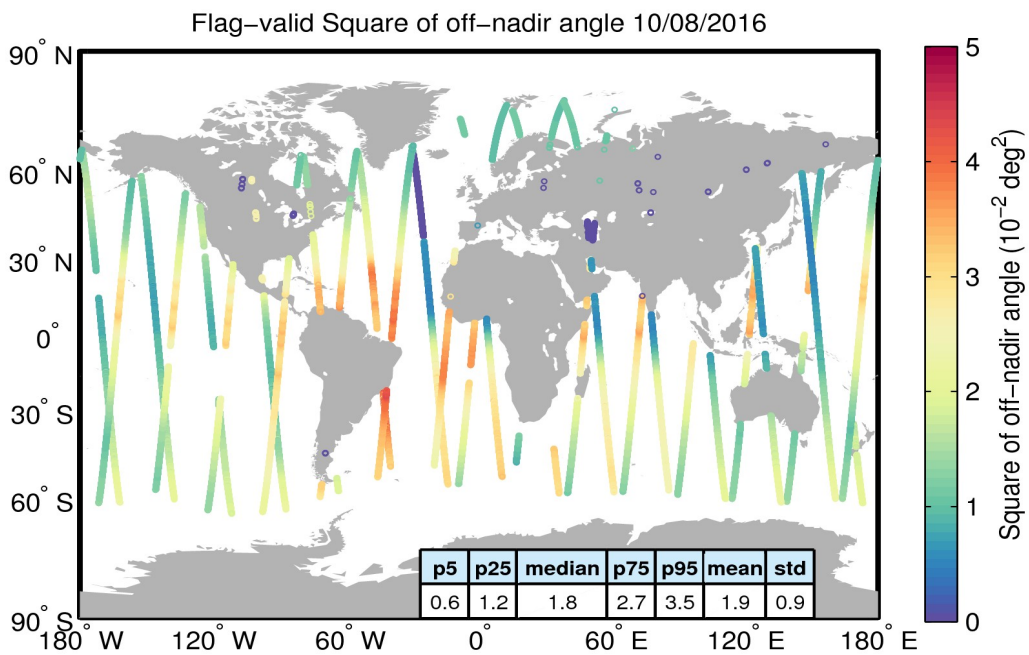 Flag−valid Square of off−nadir angle 10/08/2016
90° N
60° N
30° N
0°
30° S
60° S
90° S
180° W
120° W
60° W
0°
60° E
120° E
180° E
p5 p25 median p75 p95 mean std
0.6 1.2 1.8 2.7 3.5 1.9 0.9
5
4
3
2
1
0
Square of off−nadir angle (10⁻² deg²)